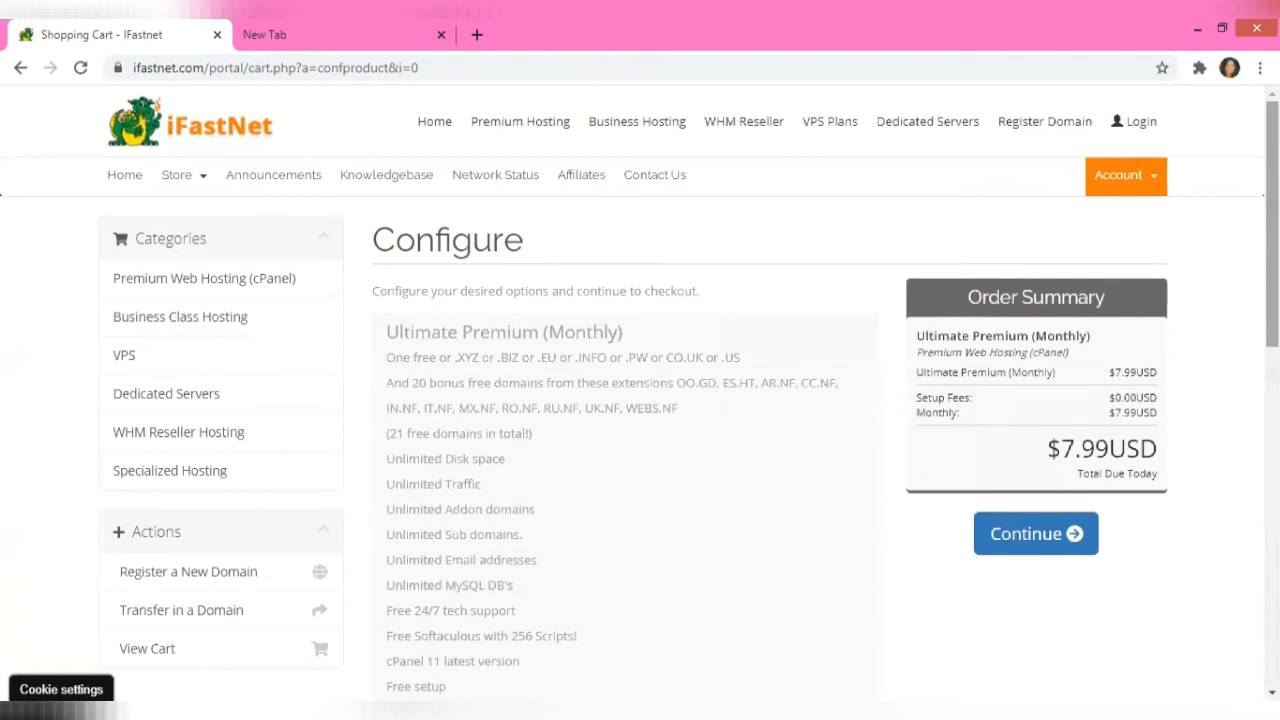 Shopping Cart - IFastnet
New Tab
ifastnet.com/portal/cart.php?a=confproduct&i=0
iFastNet
Home Premium Hosting Business Hosting WHM Reseller VPS Plans Dedicated Servers Register Domain Login
Home Store Announcements Knowledgebase Network Status Affiliates Contact Us Account
Categories
Premium Web Hosting (cPanel)
Business Class Hosting
VPS
Dedicated Servers
WHM Reseller Hosting
Specialized Hosting
Actions
Register a New Domain
Transfer in a Domain
View Cart
Cookie settings
Configure
Configure your desired options and continue to checkout.
Ultimate Premium (Monthly)
One free or .XYZ or .BIZ or .EU or .INFO or .PW or CO.UK or .US
And 20 bonus free domains from these extensions OO.GD, ES.HT, AR.NF, CC.NF,
IN.NF, IT.NF, MX.NF, RO.NF, RU.NF, UK.NF, WEBS.NF
(21 free domains in total!)
Unlimited Disk space
Unlimited Traffic
Unlimited Addon domains
Unlimited Sub domains.
Unlimited Email addresses
Unlimited MySQL DB's
Free 24/7 tech support
Free Softaculous with 256 Scripts!
cPanel 11 latest version
Free setup
Order Summary
Ultimate Premium (Monthly)
Premium Web Hosting (cPanel)
Ultimate Premium (Monthly) $7.99USD
Setup Fees: $0.00USD
Monthly: $7.99USD
$7.99USD
Total Due Today
Continue